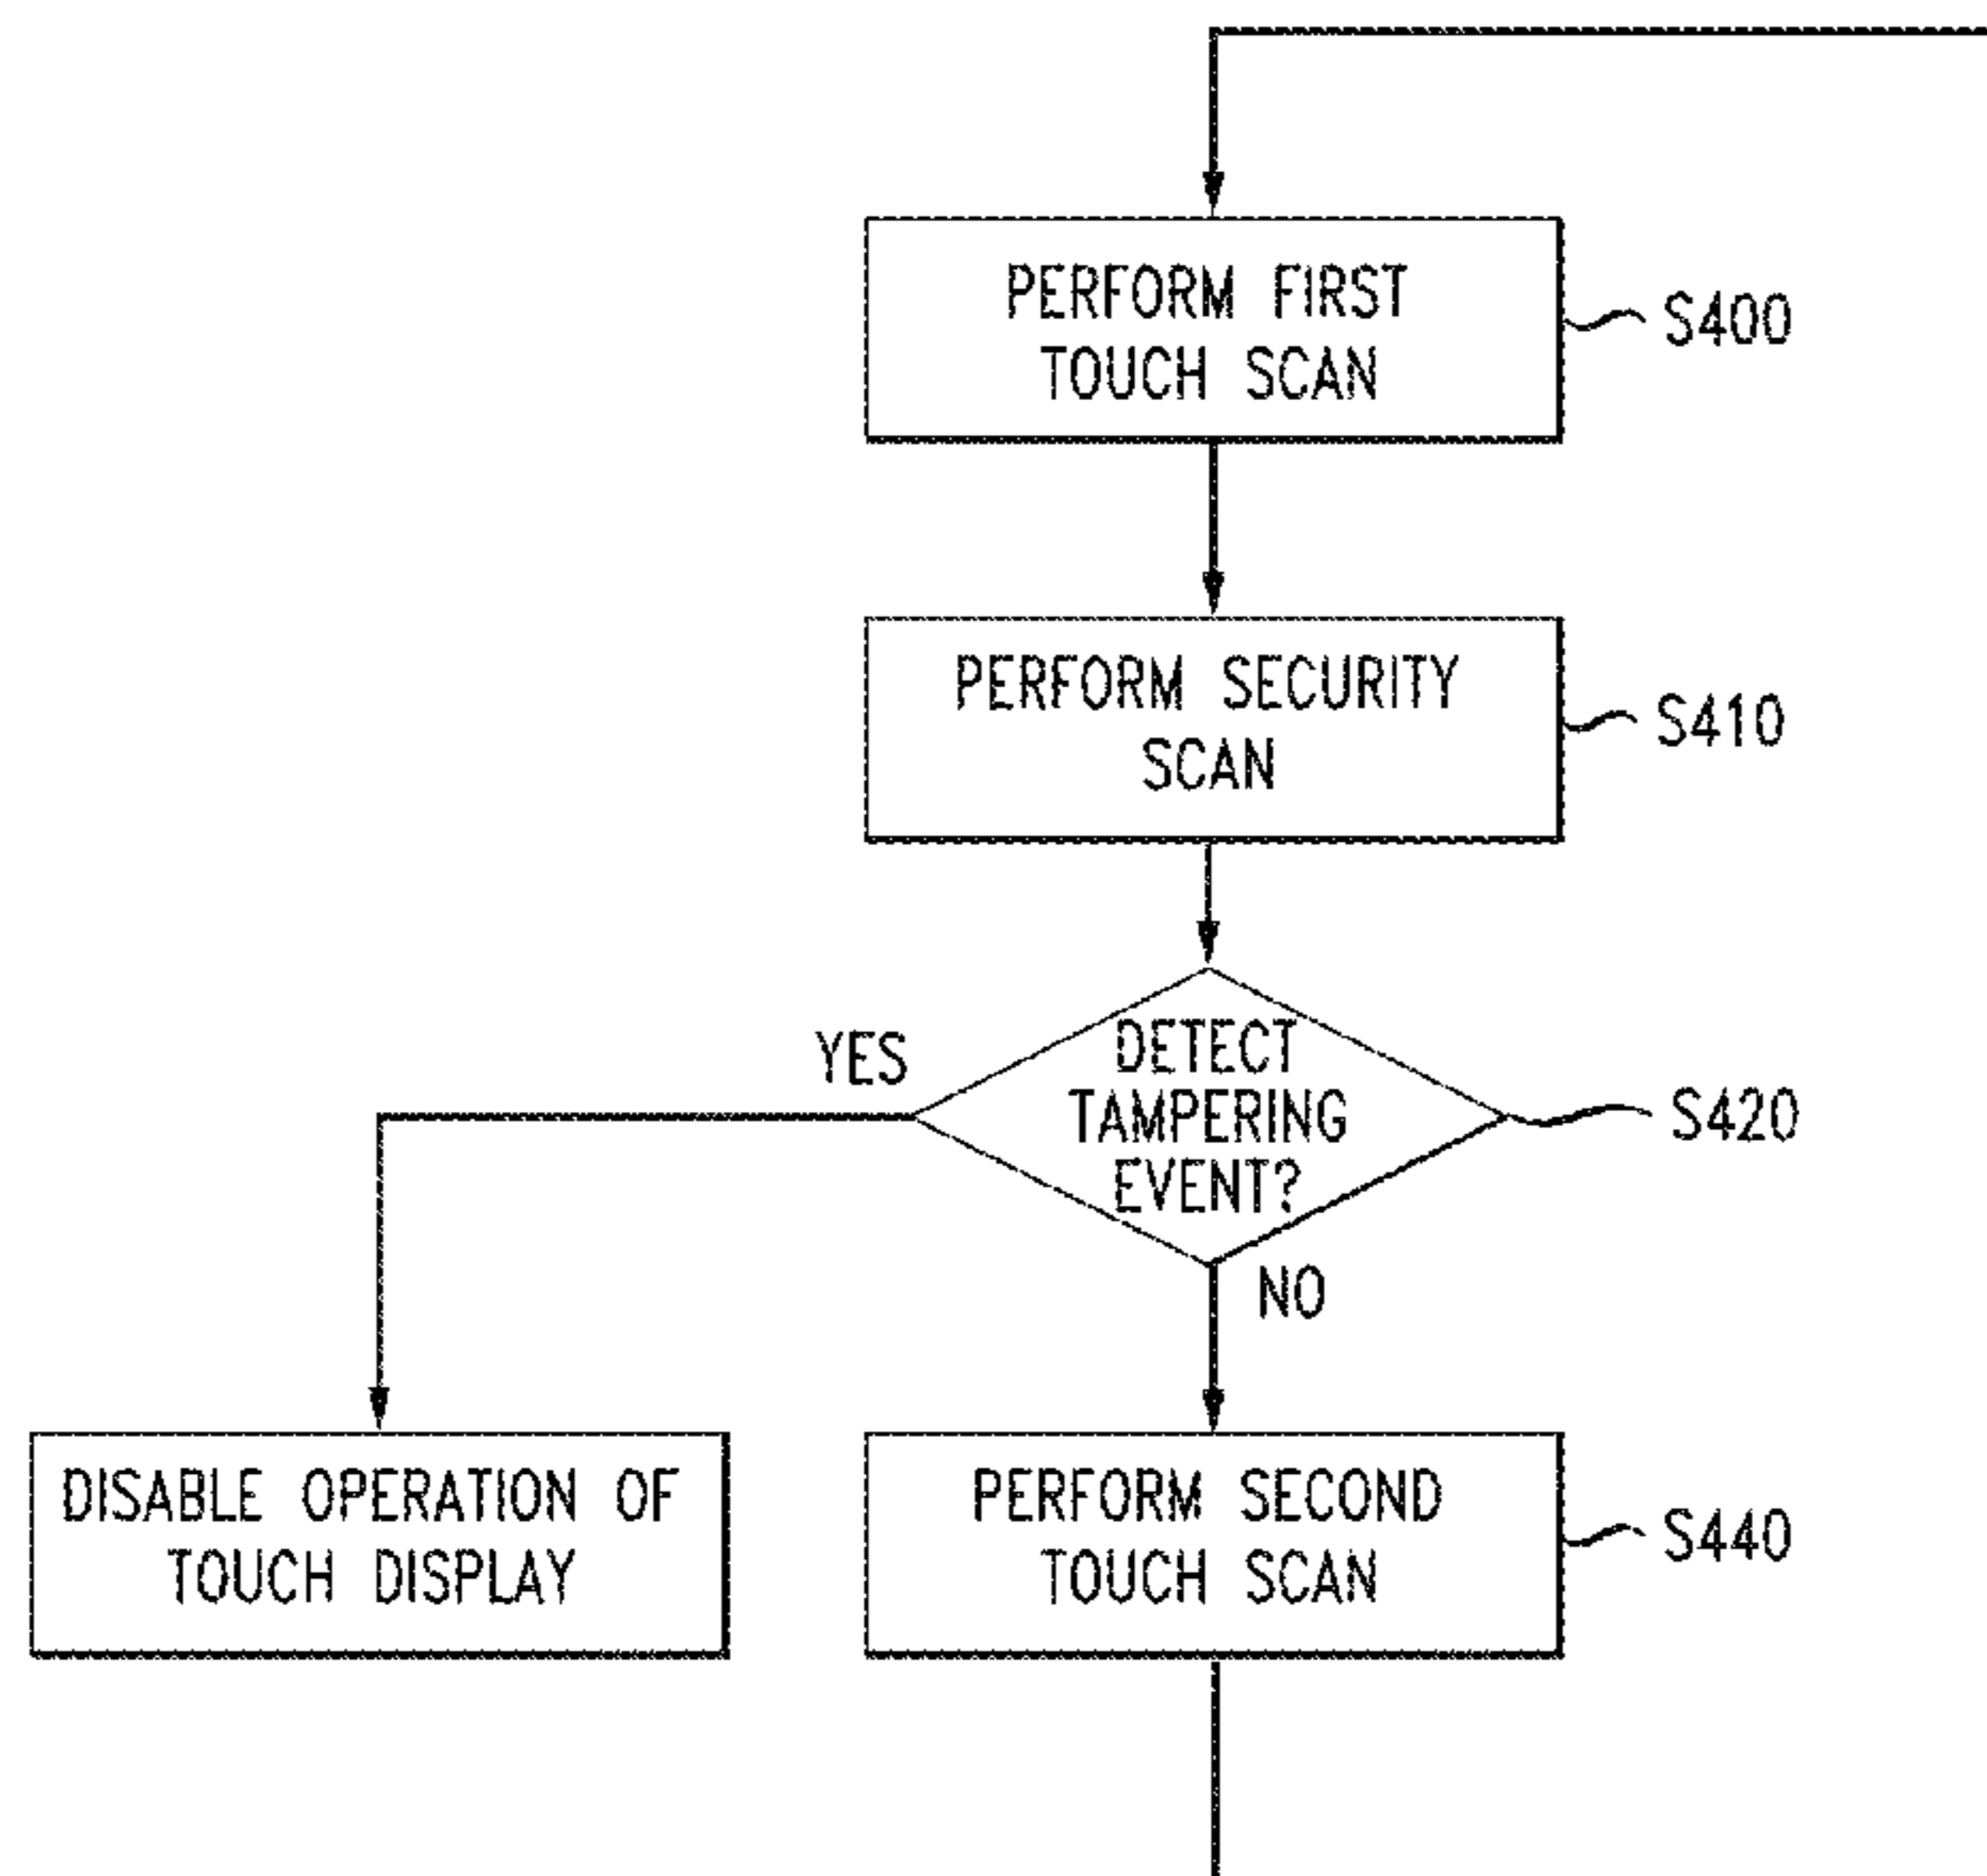 PERFORM FIRST
TOUCH SCAN
S400
PERFORM SECURITY
SCAN
S410
YES
DETECT
TAMPERING
EVENT?
S420
NO
DISABLE OPERATION OF
TOUCH DISPLAY
PERFORM SECOND
TOUCH SCAN
S440